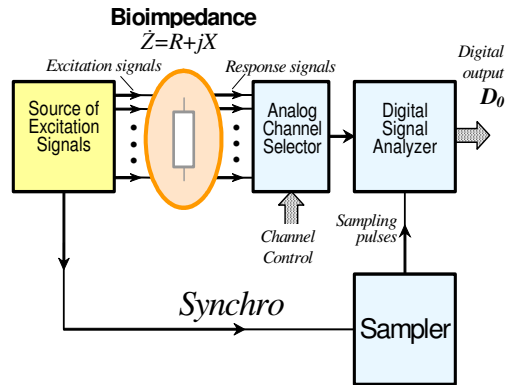 Bioimpedance
Ż=R+jX
Excitation signals
Response signals
Digital
output
D0
Source of
Excitation
Signals
Analog
Channel
Selector
Digital
Signal
Analyzer
Channel
Control
Sampling
pulses
Synchro
Sampler